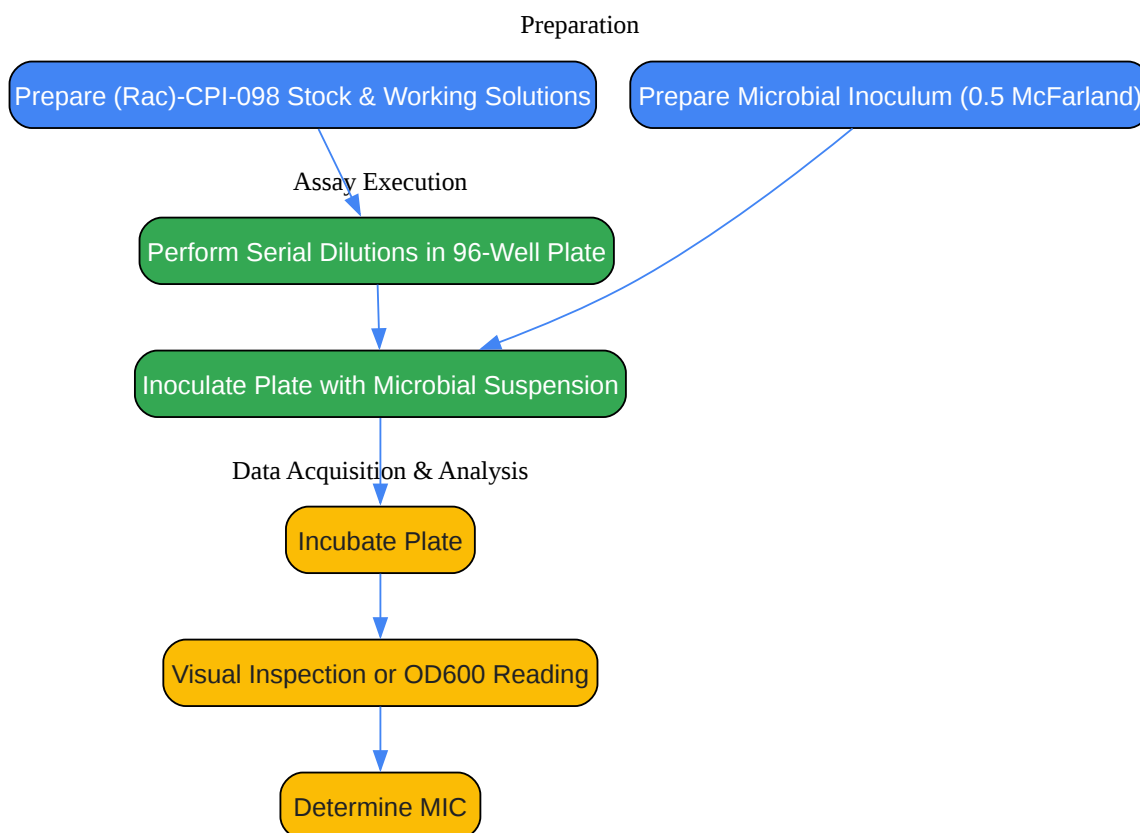 Preparation
Prepare (Rac)-CPI-098 Stock & Working Solutions
Prepare Microbial Inoculum (0.5 McFarland)
Assay Execution
Perform Serial Dilutions in 96-Well Plate
Inoculate Plate with Microbial Suspension
Data Acquisition & Analysis
Incubate Plate
Visual Inspection or OD600 Reading
Determine MIC